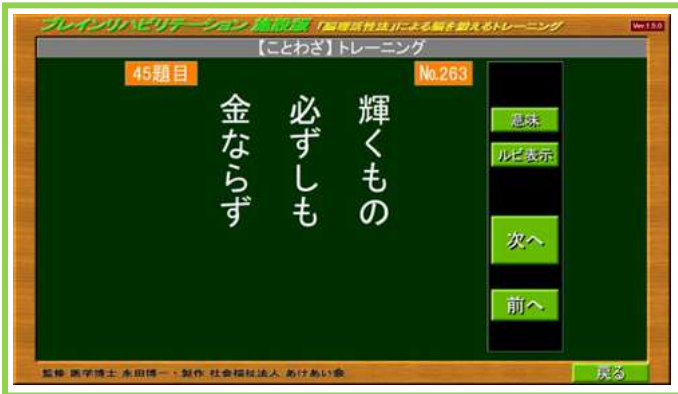 ブレインリハビリテーション 施設版 「脳理活性法」による脳を鍛えるトレーニング
Ver.1.5.0
【ことわざ】トレーニング
45題目
No.263
輝くもの
必ずしも
金ならず
意味
ルビ表示
次へ
前へ
監修 医学博士 永田博一・製作 社会福祉法人 あけあい会
戻る